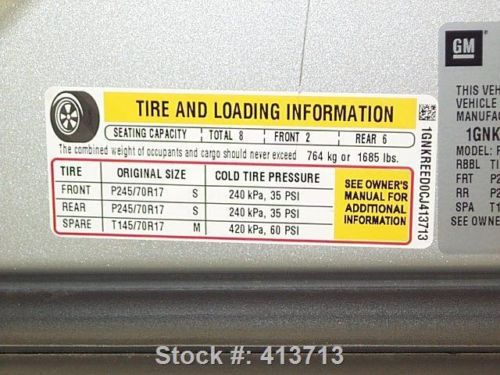 TIRE AND LOADING INFORMATION
SEATING CAPACITY TOTAL 8 FRONT 2 REAR 6
The combined weight of occupants and cargo should never exceed 764 kg or 1685 lbs.
TIRE ORIGINAL SIZE COLD TIRE PRESSURE
FRONT P245/70R17 S 240 kPa, 35 PSI
REAR P245/70R17 S 240 kPa, 35 PSI
SPARE T145/70R17 M 420 kPa, 60 PSI
SEE OWNER'S
MANUAL FOR
ADDITIONAL
INFORMATION
1GNKREED0CJ413713
GM
THIS VEH
VEHICLE
MANUFAC
1GNK
MODEL:
RBBL
FRT P2
RR P
SPA T1
SEE OWNE
Stock #: 413713